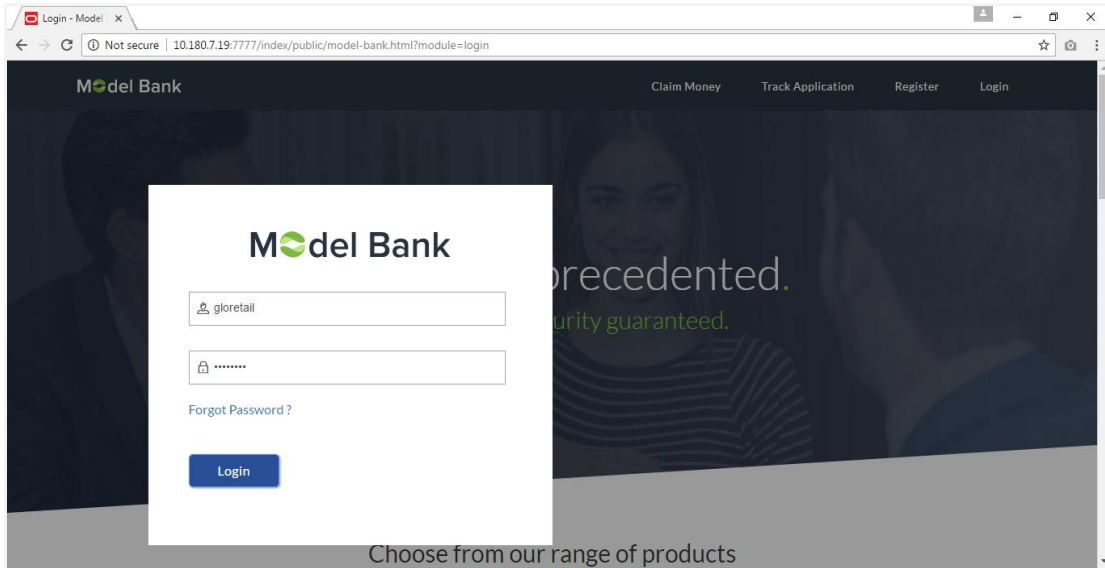 Login - Model
Not secure | 10.180.7.19:7777/index/public/model-bank.html?module=login
Model Bank
Claim Money Track Application Register Login
Model Bank
gloretail
••••••••
Forgot Password ?
Login
precedented.
urity guaranteed.
Choose from our range of products